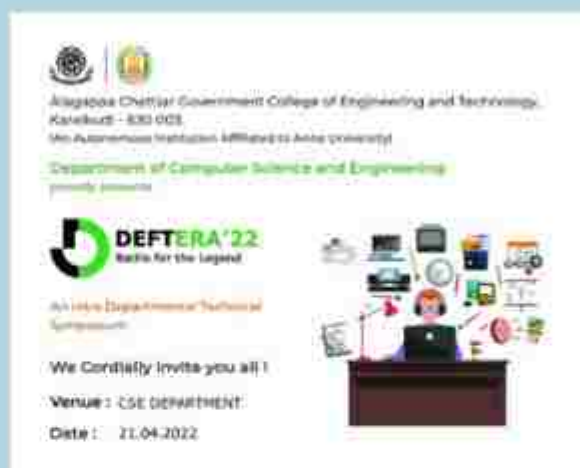 Alagappa Chettiar Government College of Engineering and Technology,
Karaikudi - 630 003.
(An Autonomous Institution Affiliated to Anna University)
Department of Computer Science and Engineering
proudly presents
DEFTERA'22
Battle for the Legend
An Intra Departmental Technical
Symposium
We Cordially invite you all !
Venue : CSE DEPARTMENT
Date : 21.04.2022